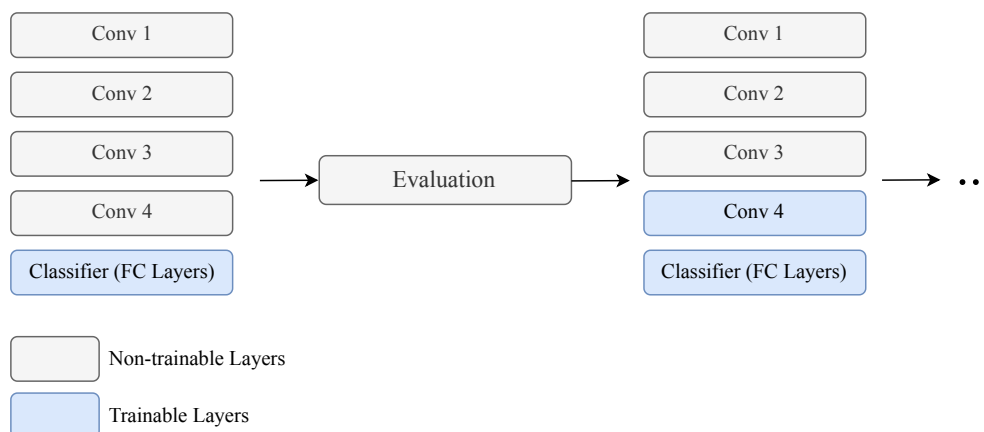 Conv 1
Conv 2
Conv 3
Conv 4
Classifier (FC Layers)
Evaluation
Conv 1
Conv 2
Conv 3
Conv 4
Classifier (FC Layers)
..
Non-trainable Layers
Trainable Layers